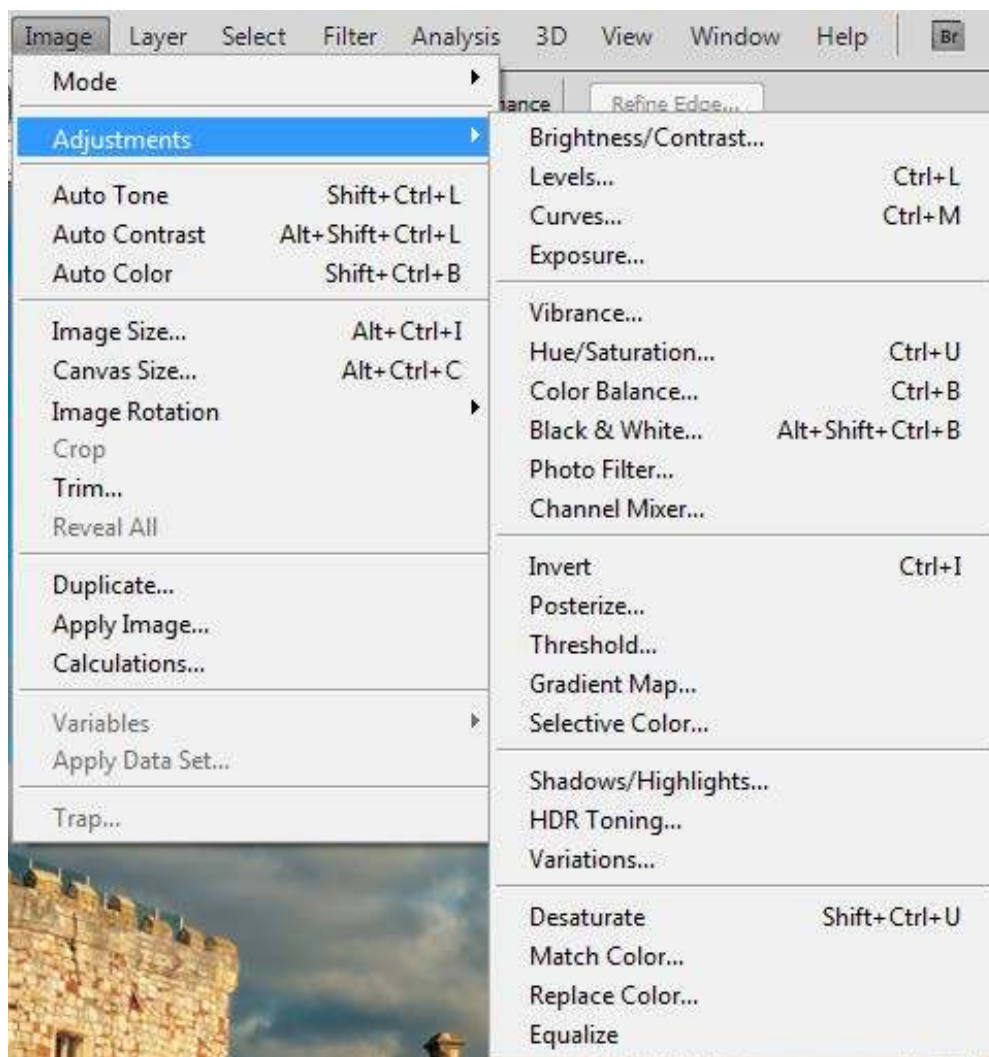 Image Layer Select Filter Analysis 3D View Window Help Br
Mode
Refine Edge...
Adjustments
Auto Tone Shift+Ctrl+L
Auto Contrast Alt+Shift+Ctrl+L
Auto Color Shift+Ctrl+B
Image Size... Alt+Ctrl+I
Canvas Size... Alt+Ctrl+C
Image Rotation
Crop
Trim...
Reveal All
Duplicate...
Apply Image...
Calculations...
Variables
Apply Data Set...
Trap...
Brightness/Contrast...
Levels... Ctrl+L
Curves... Ctrl+M
Exposure...
Vibrance...
Hue/Saturation... Ctrl+U
Color Balance... Ctrl+B
Black & White... Alt+Shift+Ctrl+B
Photo Filter...
Channel Mixer...
Invert Ctrl+I
Posterize...
Threshold...
Gradient Map...
Selective Color...
Shadows/Highlights...
HDR Toning...
Variations...
Desaturate Shift+Ctrl+U
Match Color...
Replace Color...
Equalize